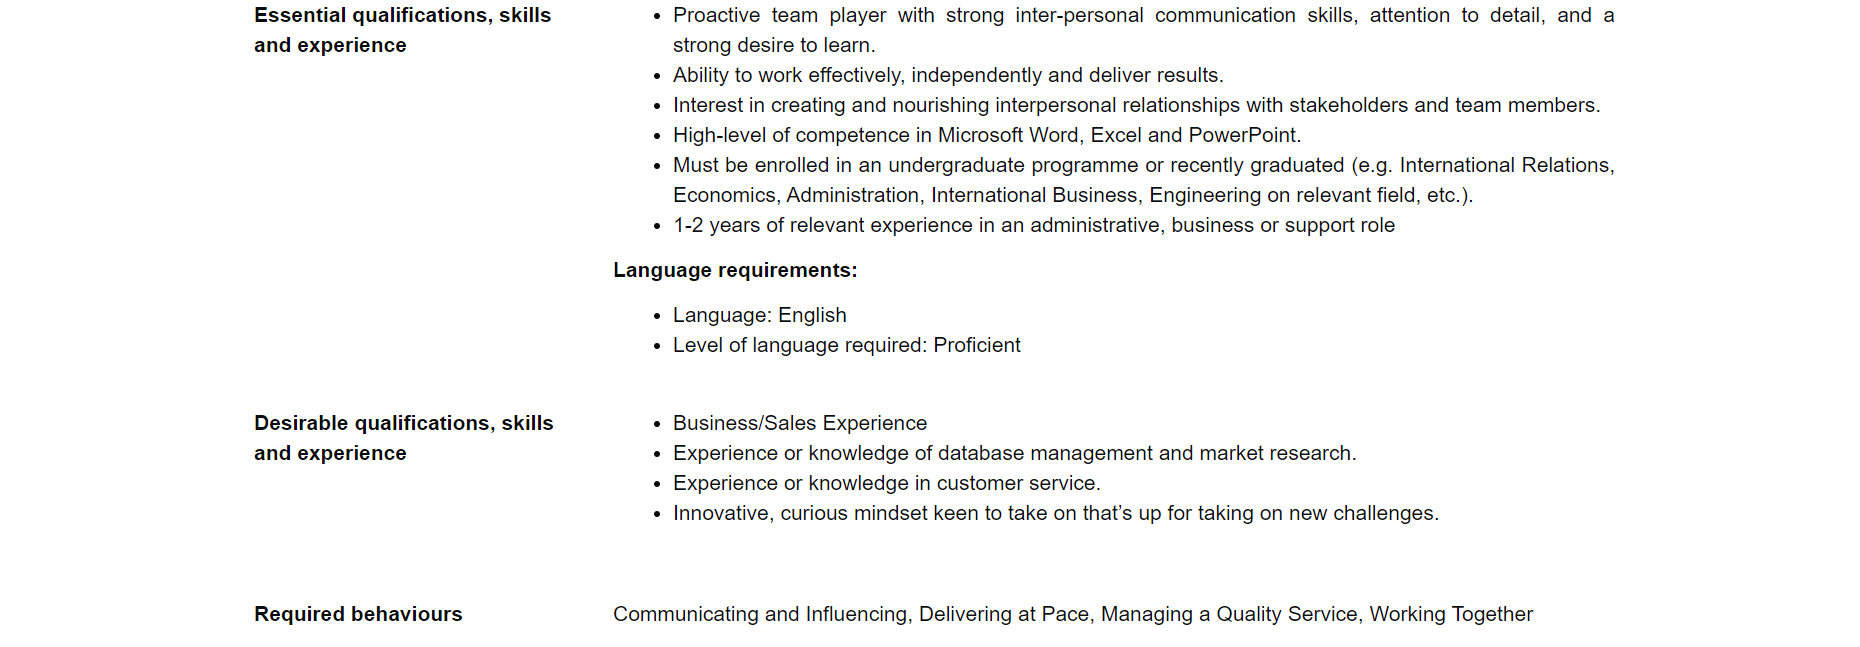 Essential qualifications, skills
and experience
• Proactive team player with strong inter-personal communication skills, attention to detail, and a
strong desire to learn.
• Ability to work effectively, independently and deliver results.
• Interest in creating and nourishing interpersonal relationships with stakeholders and team members.
• High-level of competence in Microsoft Word, Excel and PowerPoint.
• Must be enrolled in an undergraduate programme or recently graduated (e.g. International Relations,
Economics, Administration, International Business, Engineering on relevant field, etc.).
• 1-2 years of relevant experience in an administrative, business or support role
Language requirements:
• Language: English
• Level of language required: Proficient
Desirable qualifications, skills
and experience
• Business/Sales Experience
• Experience or knowledge of database management and market research.
• Experience or knowledge in customer service.
• Innovative, curious mindset keen to take on that’s up for taking on new challenges.
Required behaviours
Communicating and Influencing, Delivering at Pace, Managing a Quality Service, Working Together